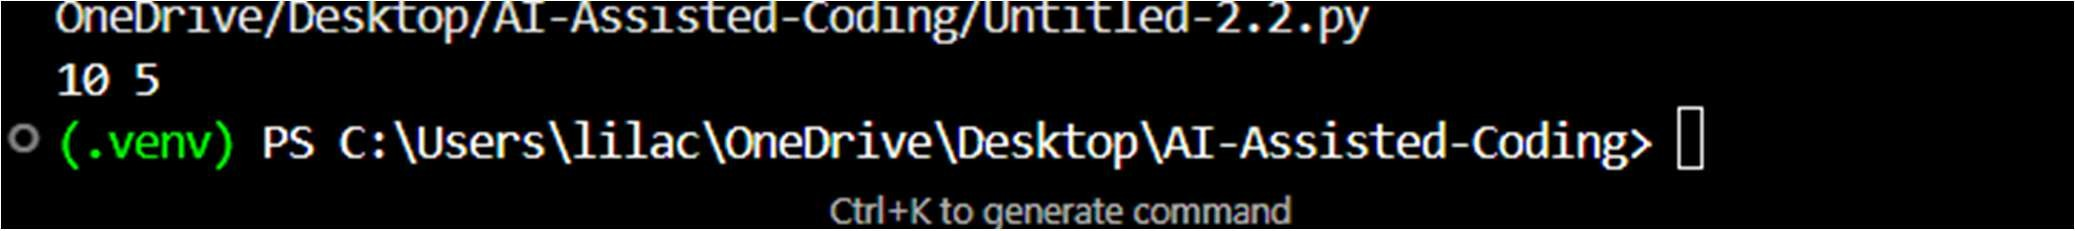 OneDrive/Desktop/AI-Assisted-Coding/Untitled-2.2.py
10 5
(.venv) PS C:\Users\lilac\OneDrive\Desktop\AI-Assisted-Coding>
Ctrl+K to generate command